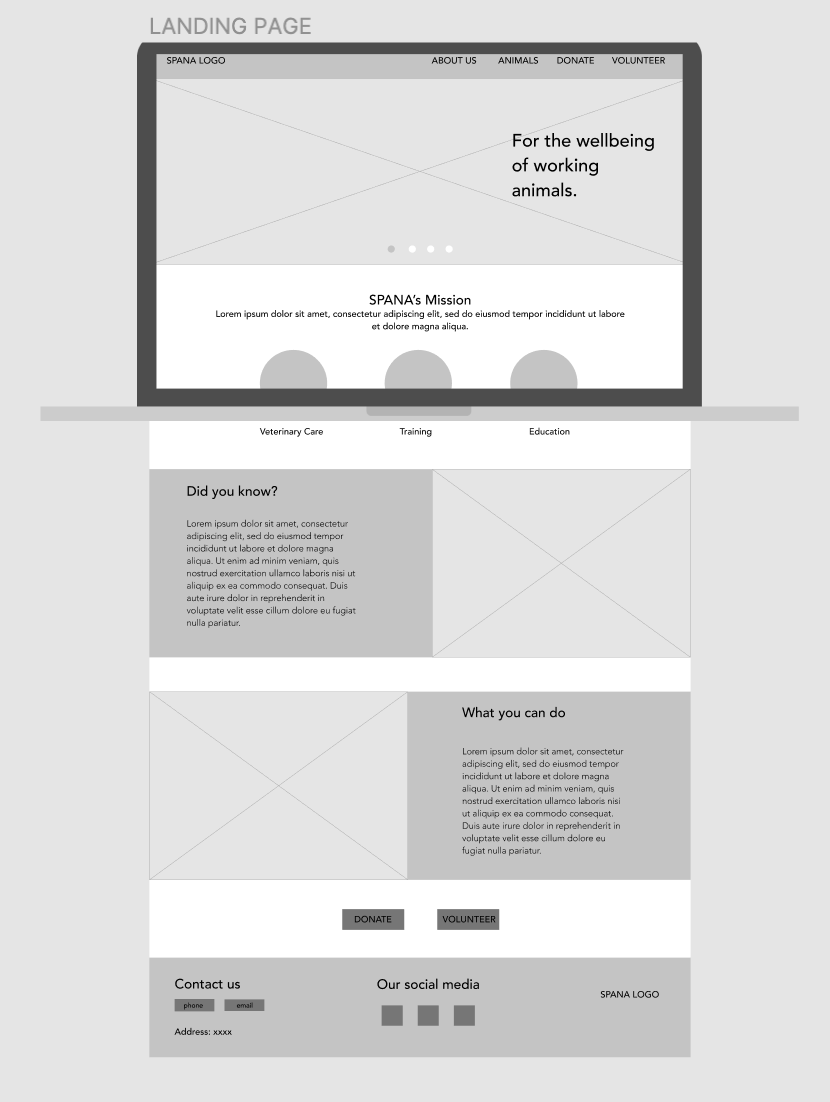 LANDING PAGE
SPANA LOGO ABOUT US ANIMALS DONATE VOLUNTEER
For the wellbeing
of working
animals.
SPANA's Mission
Lorem ipsum dolor sit amet, consectetur adipiscing elit, sed do eiusmod tempor incididunt ut labore
et dolore magna aliqua.
Veterinary Care Training Education
Did you know?
Lorem ipsum dolor sit amet, consectetur
adipiscing elit, sed do eiusmod tempor
incididunt ut labore et dolore magna
aliqua. Ut enim ad minim veniam, quis
nostrud exercitation ullamco laboris nisi ut
aliquip ex ea commodo consequat. Duis
aute irure dolor in reprehenderit in
voluptate velit esse cillum dolore eu fugiat
nulla pariatur.
What you can do
Lorem ipsum dolor sit amet, consectetur
adipiscing elit, sed do eiusmod tempor
incididunt ut labore et dolore magna
aliqua. Ut enim ad minim veniam, quis
nostrud exercitation ullamco laboris nisi
ut aliquip ex ea commodo consequat.
Duis aute irure dolor in reprehenderit in
voluptate velit esse cillum dolore eu
fugiat nulla pariatur.
DONATE VOLUNTEER
Contact us
phone email
Address: xxxx
Our social media
SPANA LOGO